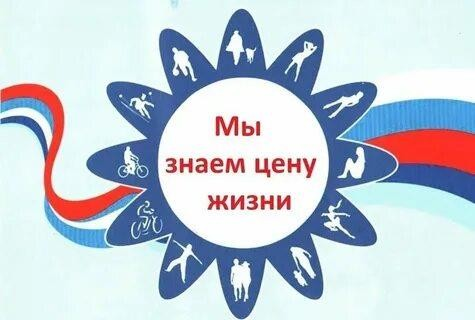 Мы
знаем цену
жизни